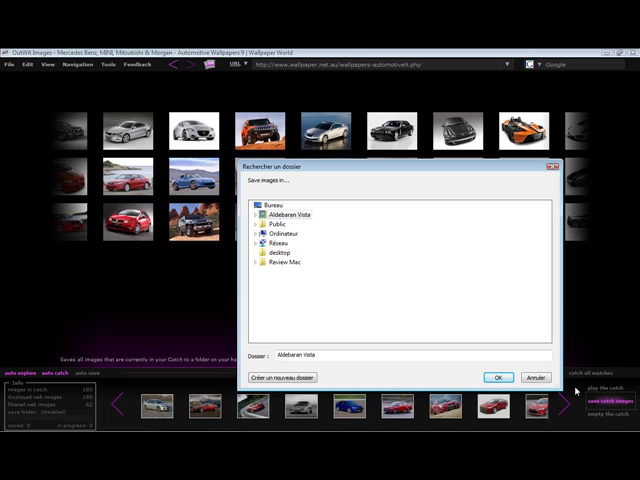 OutWit Images - Mercedes Benz, MINI, Mitsubishi & Morgan - Automotive Wallpapers 9 | Wallpaper World
File Edit View Navigation Tools Feedback URL http://www.wallpaper.net.au/wallpapers-automotive9.php Google
Rechercher un dossier
Save images in...
Bureau
Aldebaran Vista
Public
Ordinateur
Réseau
desktop
Review Mac
Saves all images that are currently in your Catch to a folder on your ha
Dossier : Aldebaran Vista
auto explore auto catch auto save catch all matches
Créer un nouveau dossier OK Annuler
Info
images in catch 180
displayed web images 180
filtered web images 62
save folder: (disabled)
saved: 0 in progress: 0
play the catch
save catch images
empty the catch